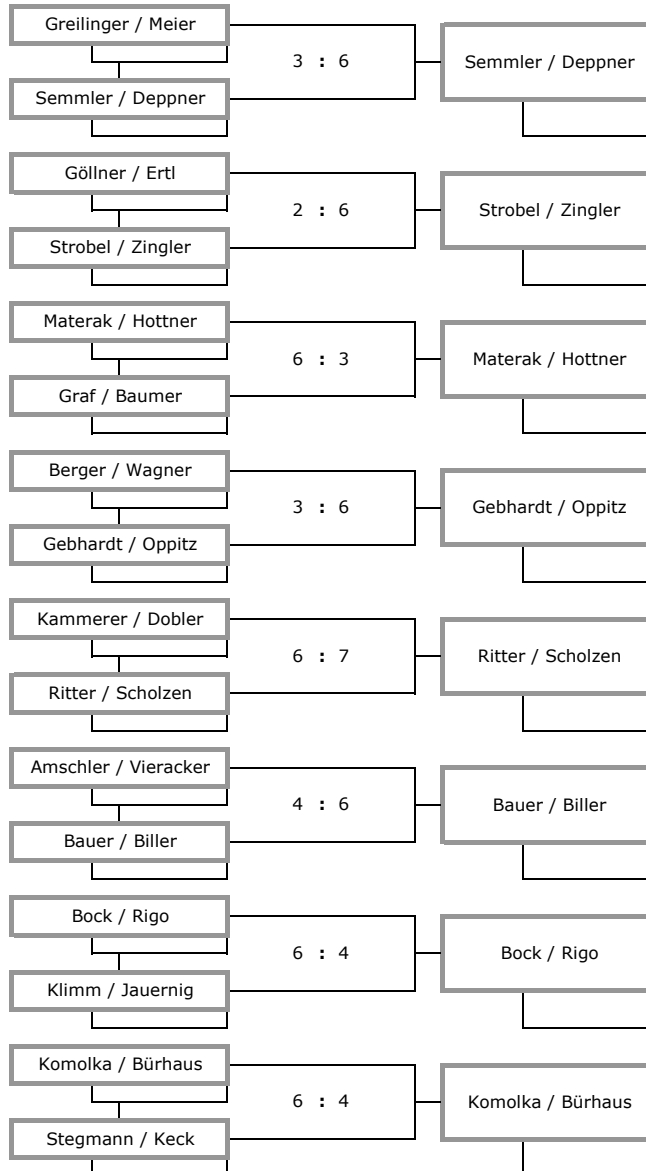 Greilinger / Meier
3 : 6
Semmler / Deppner
Semmler / Deppner
Göllner / Ertl
2 : 6
Strobel / Zingler
Strobel / Zingler
Materak / Hottner
6 : 3
Materak / Hottner
Graf / Baumer
Berger / Wagner
3 : 6
Gebhardt / Oppitz
Gebhardt / Oppitz
Kammerer / Dobler
6 : 7
Ritter / Scholzen
Ritter / Scholzen
Amschler / Vieracker
4 : 6
Bauer / Biller
Bauer / Biller
Bock / Rigo
6 : 4
Bock / Rigo
Klimm / Jauernig
Komolka / Bürhaus
6 : 4
Komolka / Bürhaus
Stegmann / Keck